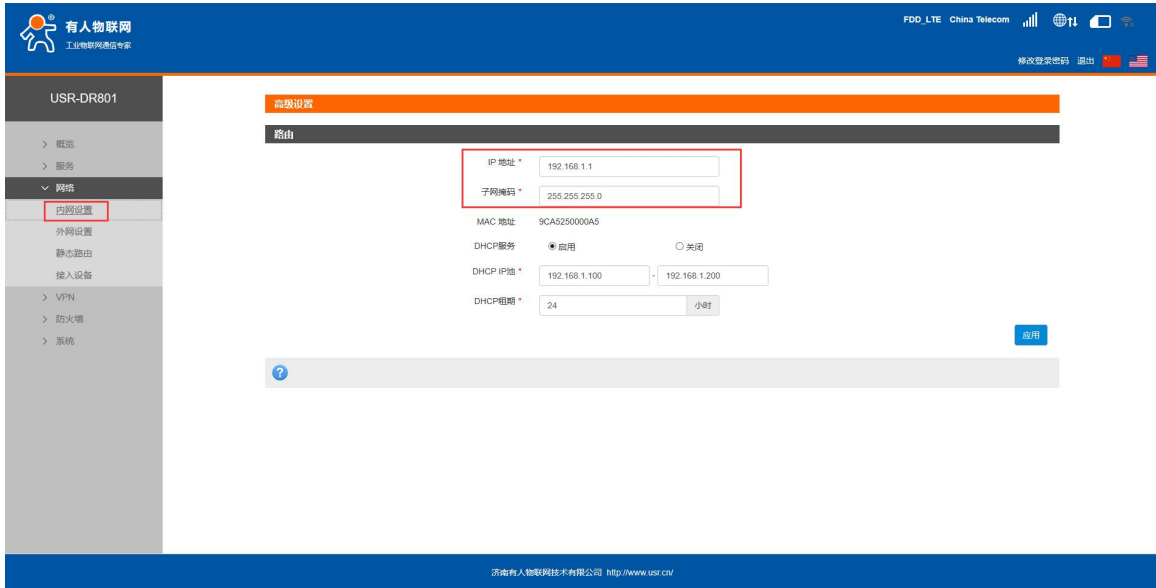 有人物联网
工业物联网通信专家
FDD_LTE China Telecom
修改登录密码 退出
USR-DR801
概览
服务
网络
内网设置
外网设置
静态路由
接入设备
VPN
防火墙
系统
高级设置
路由
IP 地址 * 192.168.1.1
子网掩码 * 255.255.255.0
MAC 地址 9CA5250000A5
DHCP服务 启用 关闭
DHCP IP池 * 192.168.1.100 - 192.168.1.200
DHCP租期 * 24 小时
应用
济南有人物联网技术有限公司 http://www.usr.cn/